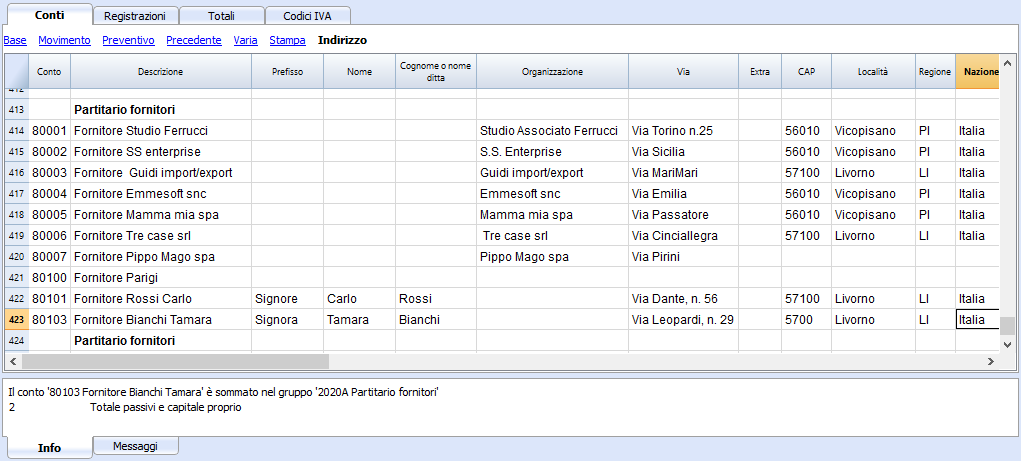 Conti Registrazioni Totali Codici IVA
Base Movimento Preventivo Precedente Varia Stampa Indirizzo
Conto Descrizione Prefisso Nome Cognome o nome ditta Organizzazione Via Extra CAP Località Regione Nazione
412
413 Partitario fornitori
414 80001 Fornitore Studio Ferrucci Studio Associato Ferrucci Via Torino n.25 56010 Vicopisano PI Italia
415 80002 Fornitore SS enterprise S.S. Enterprise Via Sicilia 56010 Vicopisano PI Italia
416 80003 Fornitore Guidi import/export Guidi import/export Via MariMari 57100 Livorno LI Italia
417 80004 Fornitore Emmesoft snc Emmesoft snc Via Emilia 56010 Vicopisano PI Italia
418 80005 Fornitore Mamma mia spa Mamma mia spa Via Passatore 56010 Vicopisano PI Italia
419 80006 Fornitore Tre case srl Tre case srl Via Cinciallegra 57100 Livorno LI Italia
420 80007 Fornitore Pippo Mago spa Pippo Mago spa Via Pirini
421 80100 Fornitore Parigi
422 80101 Fornitore Rossi Carlo Signore Carlo Rossi Via Dante, n. 56 57100 Livorno LI Italia
423 80103 Fornitore Bianchi Tamara Signora Tamara Bianchi Via Leopardi, n. 29 5700 Livorno LI Italia
424 Partitario fornitori
Il conto '80103 Fornitore Bianchi Tamara' è sommato nel gruppo '2020A Partitario fornitori'
2 Totale passivi e capitale proprio
Info Messaggi